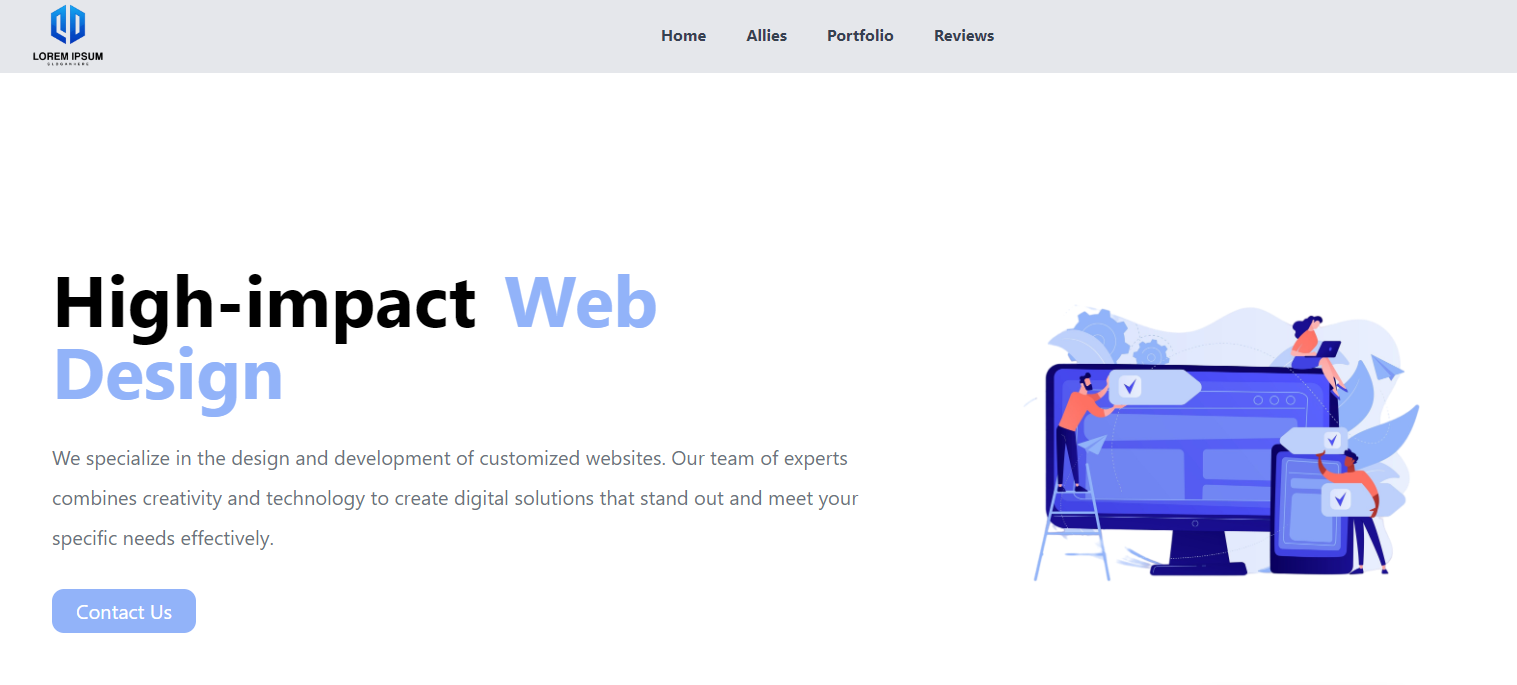 LOREM IPSUM
Home Allies Portfolio Reviews
High-impact Web
Design
We specialize in the design and development of customized websites. Our team of experts
combines creativity and technology to create digital solutions that stand out and meet your
specific needs effectively.
Contact Us